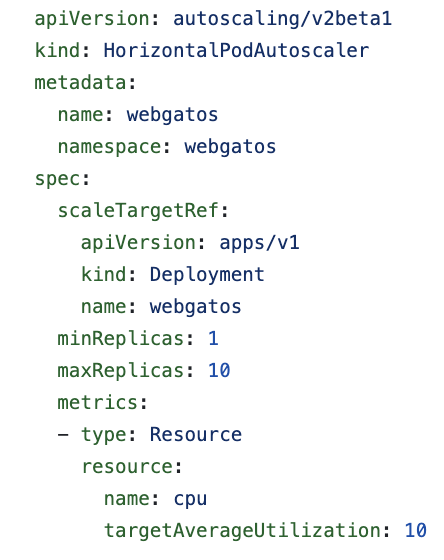 apiVersion: autoscaling/v2beta1
kind: HorizontalPodAutoscaler
metadata:
  name: webgatos
  namespace: webgatos
spec:
  scaleTargetRef:
    apiVersion: apps/v1
    kind: Deployment
    name: webgatos
  minReplicas: 1
  maxReplicas: 10
  metrics:
  - type: Resource
    resource:
      name: cpu
      targetAverageUtilization: 10